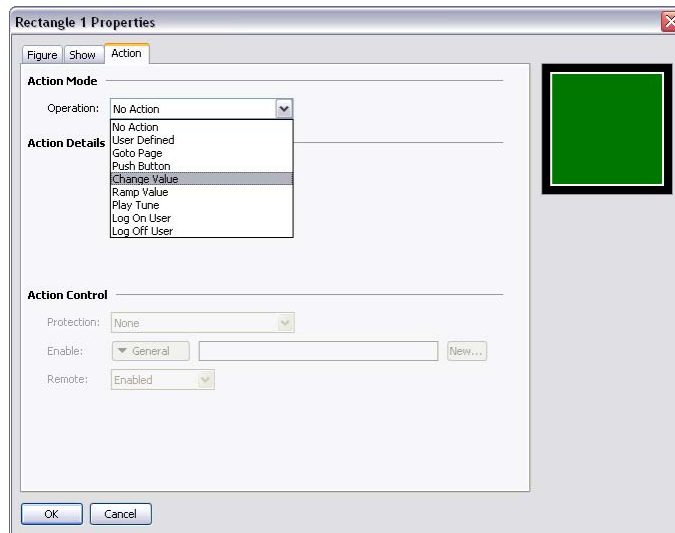 Rectangle 1 Properties
Figure Show Action
Action Mode
Operation: No Action
No Action
User Defined
Action Details
Goto Page
Push Button
Change Value
Ramp Value
Play Tune
Log On User
Log Off User
Action Control
Protection: None
Enable: General New...
Remote: Enabled
OK Cancel